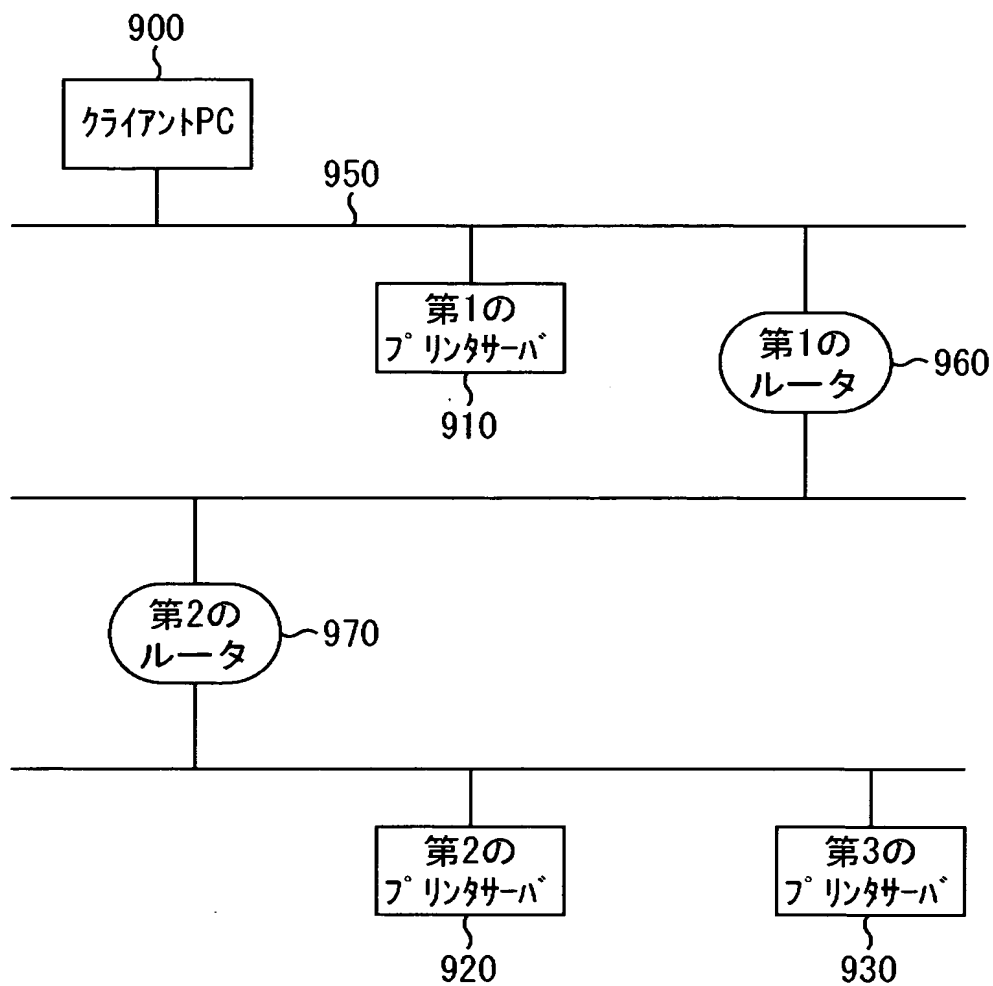 900
クライアントPC
950
第1の
プリンタサーバ
910
第1の
ルータ
960
第2の
ルータ
970
第2の
プリンタサーバ
920
第3の
プリンタサーバ
930